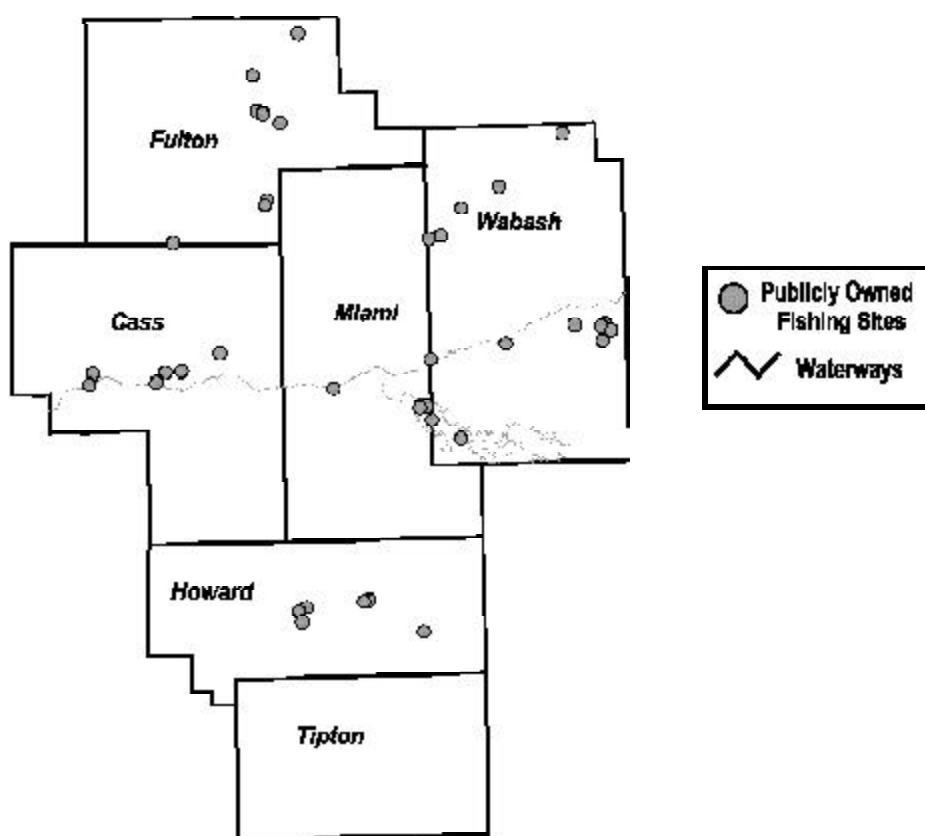 Fulton
Wabash
Cass
Miami
Publicly Owned
Fishing Sites
Waterways
Howard
Tipton